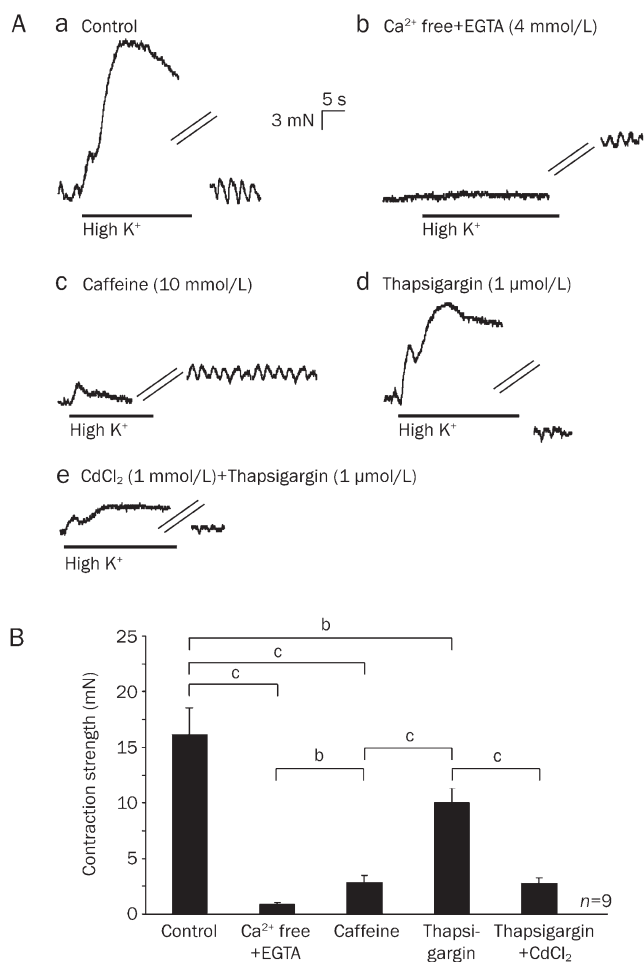 A
a Control
b Ca²⁺ free+EGTA (4 mmol/L)
5 s
3 mN
High K⁺
High K⁺
c Caffeine (10 mmol/L)
d Thapsigargin (1 μmol/L)
High K⁺
High K⁺
e CdCl₂ (1 mmol/L)+Thapsigargin (1 μmol/L)
High K⁺
B
Contraction strength (mN)
25
20
15
10
5
0
b
c
c
b
c
c
n=9
Control
Ca²⁺ free
+EGTA
Caffeine
Thapsi-
gargin
Thapsigargin
+CdCl₂